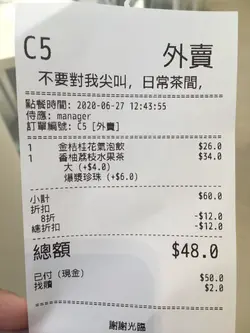 C5 外賣
不要對我尖叫, 日常茶間,
點餐時間: 2020-06-27 12:43:55
侍應: manager
訂單編號: C5 [外賣]
1 金桔桂花氣泡飲 $26.0
1 番柚荔枝水果茶 $34.0
大 (+$4.0)
爆漿珍珠 (+$6.0)
小計 $60.0
折扣
8折 -$12.0
總折扣 -$12.0
總額 $48.0
已付 (現金) $50.0
找贖 $2.0
謝謝光臨